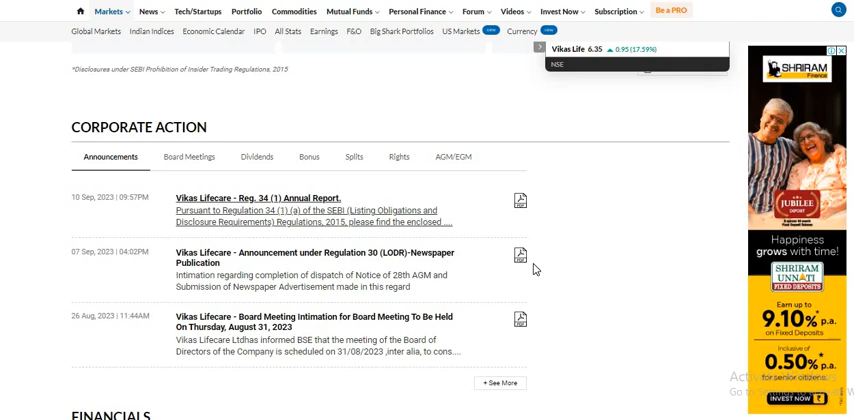 Markets News Tech/Startups Portfolio Commodities Mutual Funds Personal Finance Forum Videos Invest Now Subscription Be a PRO
Global Markets Indian Indices Economic Calendar IPO All Stats Earnings F&O Big Shark Portfolios US Markets Currency
Vikas Life 6.35 ▲ 0.95 (17.59%)
NSE
*Disclosures under SEBI Prohibition of Insider Trading Regulations, 2015
CORPORATE ACTION
Announcements Board Meetings Dividends Bonus Splits Rights AGM/EGM
10 Sep, 2023 | 09:57PM
Vikas Lifecare - Reg. 34 (1) Annual Report.
Pursuant to Regulation 34 (1) (a) of the SEBI (Listing Obligations and
Disclosure Requirements) Regulations, 2015, please find the enclosed ....
07 Sep, 2023 | 04:02PM
Vikas Lifecare - Announcement under Regulation 30 (LODR)-Newspaper
Publication
Intimation regarding completion of dispatch of Notice of 28th AGM and
Submission of Newspaper Advertisement made in this regard
26 Aug, 2023 | 11:44AM
Vikas Lifecare - Board Meeting Intimation for Board Meeting To Be Held
On Thursday, August 31, 2023
Vikas Lifecare Ltdhas informed BSE that the meeting of the Board of
Directors of the Company is scheduled on 31/08/2023 ,inter alia, to cons....
+ See More
FINANCIALS
SHRIRAM
Finance
JUBILEE
DEPOSIT
Happiness
grows with time!
SHRIRAM
UNNATI
FIXED DEPOSITS
Earn up to
9.10%* p.a.
on Fixed Deposits
Inclusive of
0.50%* p.a.
for senior citizens
INVEST NOW